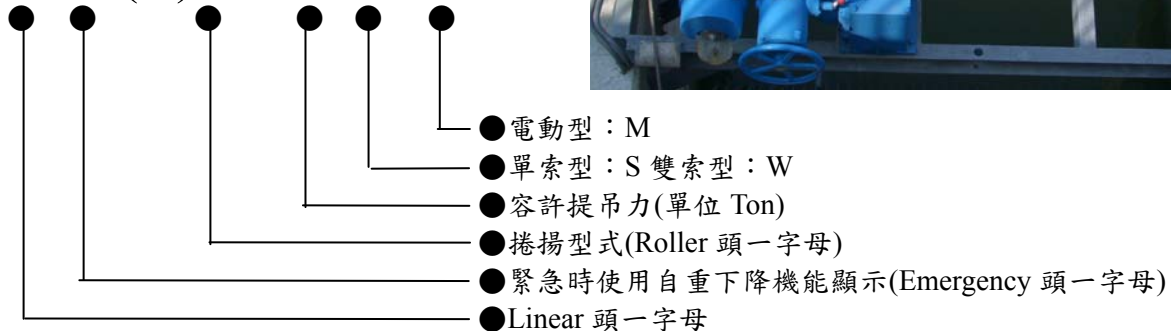 ●電動型：M
●單索型：S 雙索型：W
●容許提吊力(單位 Ton)
●捲揚型式(Roller 頭一字母)
●緊急時使用自重下降機能顯示(Emergency 頭一字母)
●Linear 頭一字母